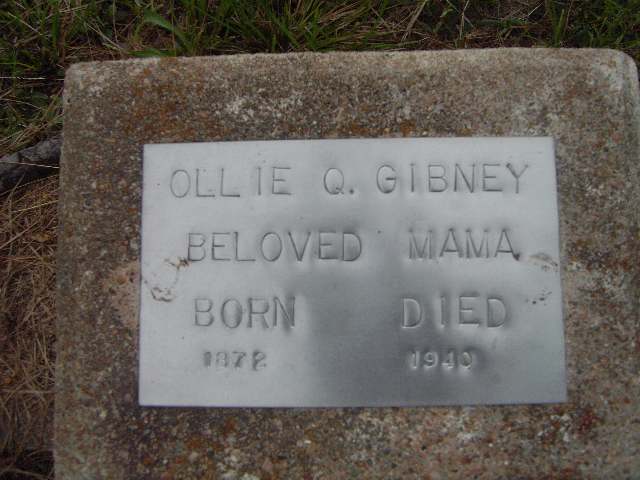 OLLIE Q. GIBNEY
BELOVED MAMA
BORN DIED
1872 1940